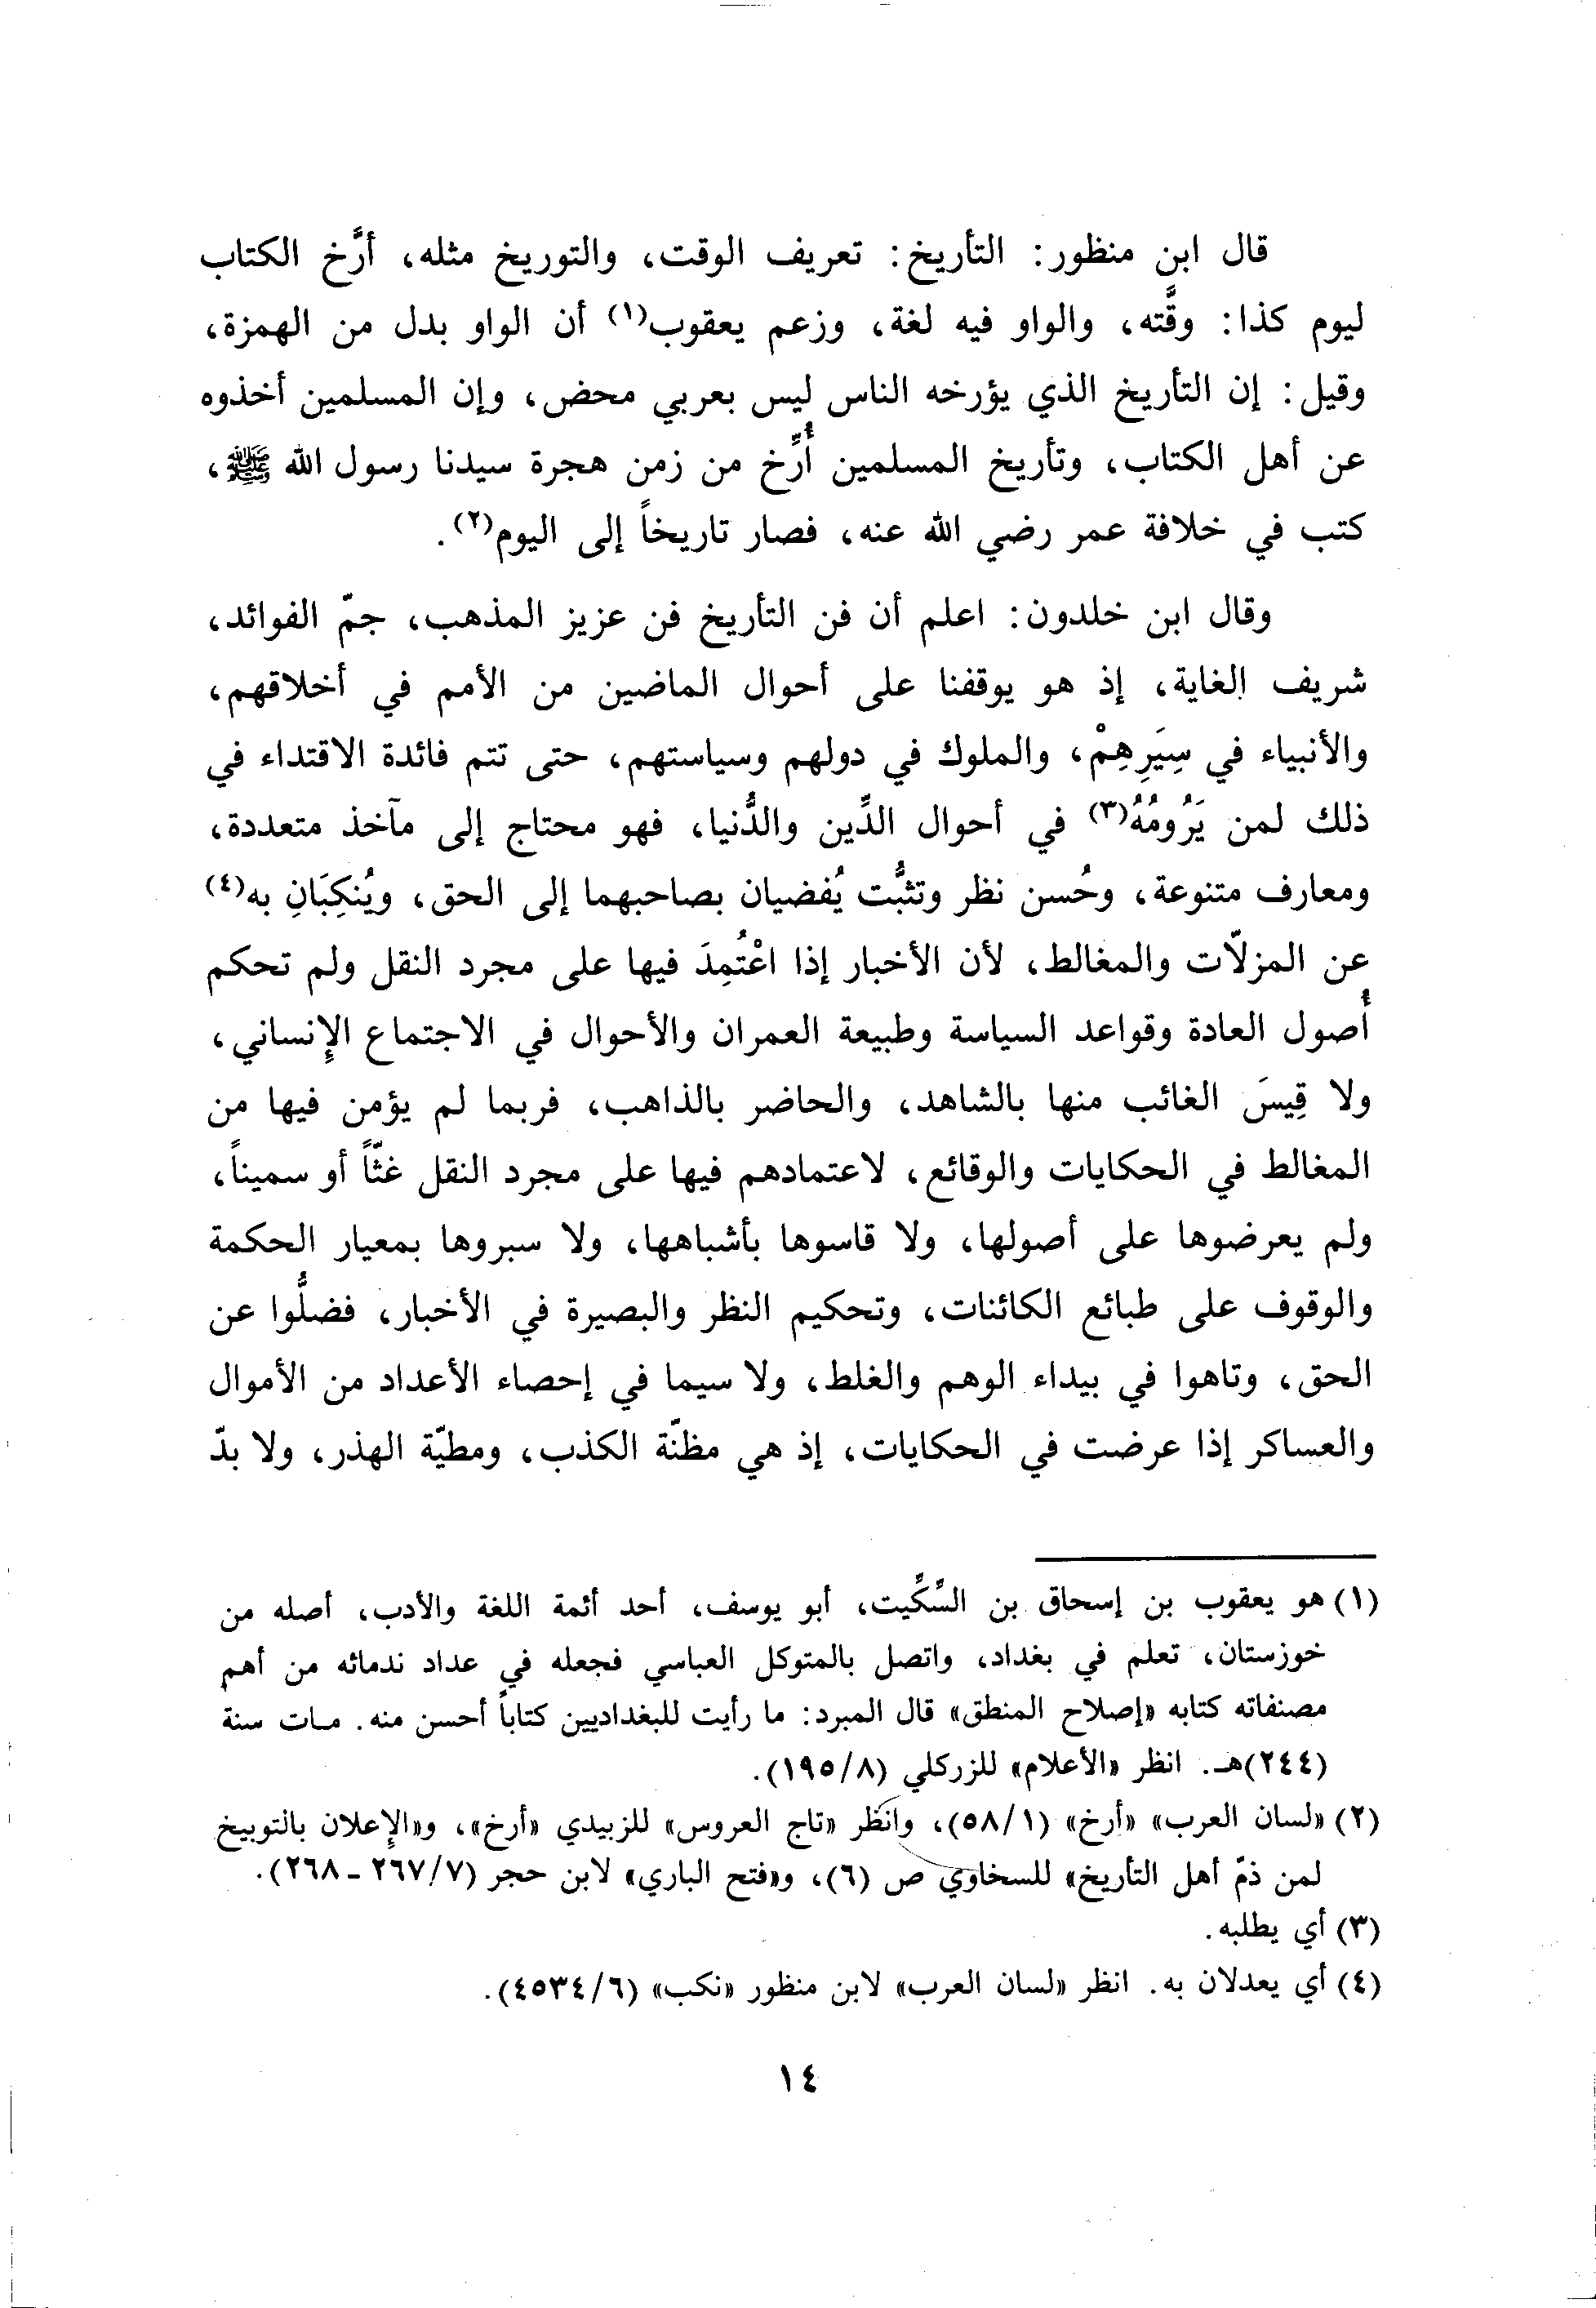 قال ابن منظور: التأريخ: تعريف الوقت، والتوريخ مثله، أرَّخ الكتاب
ليوم كذا: وقَّته، والواو فيه لغة، وزعم يعقوب(١) أن الواو بدل من الهمزة،
وقيل: إن التأريخ الذي يؤرخه الناس ليس بعربي محض، وإن المسلمين أخذوه
عن أهل الكتاب، وتأريخ المسلمين أُرِّخ من زمن هجرة سيدنا رسول الله ﷺ،
كتب في خلافة عمر رضي الله عنه، فصار تاريخاً إلى اليوم(٢).
وقال ابن خلدون: اعلم أن فن التأريخ فن عزيز المذهب، جمّ الفوائد،
شريف الغاية، إذ هو يوقفنا على أحوال الماضين من الأمم في أخلاقهم،
والأنبياء في سِيَرِهِمْ، والملوك في دولهم وسياستهم، حتى تتم فائدة الاقتداء في
ذلك لمن يَرُومُهُ(٣) في أحوال الدِّين والدُّنيا، فهو محتاج إلى مآخذ متعددة،
ومعارف متنوعة، وحُسن نظر وتثبُّت يُفضيان بصاحبهما إلى الحق، ويُنكِبَانِ به(٤)
عن المزلاّت والمغالط، لأن الأخبار إذا اعْتُمِدَ فيها على مجرد النقل ولم تحكم
أُصول العادة وقواعد السياسة وطبيعة العمران والأحوال في الاجتماع الإنساني،
ولا قِيسَ الغائب منها بالشاهد، والحاضر بالذاهب، فربما لم يؤمن فيها من
المغالط في الحكايات والوقائع، لاعتمادهم فيها على مجرد النقل غثّاً أو سميناً،
ولم يعرضوها على أصولها، ولا قاسوها بأشباهها، ولا سبروها بمعيار الحكمة
والوقوف على طبائع الكائنات، وتحكيم النظر والبصيرة في الأخبار، فضلُّوا عن
الحق، وتاهوا في بيداء الوهم والغلط، ولا سيما في إحصاء الأعداد من الأموال
والعساكر إذا عرضت في الحكايات، إذ هي مظنّة الكذب، ومطيّة الهذر، ولا بدّ
(١) هو يعقوب بن إسحاق بن السِّكِّيت، أبو يوسف، أحد أئمة اللغة والأدب، أصله من
خوزستان، تعلم في بغداد، واتصل بالمتوكل العباسي فجعله في عداد ندمائه من أهم
مصنفاته كتابه «إصلاح المنطق» قال المبرد: ما رأيت للبغداديين كتاباً أحسن منه. مـات سنة
(٢٤٤)هـ. انظر «الأعلام» للزركلي (١٩٥/٨).
(٢) «لسان العرب» «أرخ» (٥٨/١)، وانظر «تاج العروس» للزبيدي «أرخ»، و«الإعلان بالتوبيخ
لمن ذمّ أهل التأريخ» للسخاوي ص (٦)، و«فتح الباري» لابن حجر (٢٦٧/٧ ـ ٢٦٨).
(٣) أي يطلبه.
(٤) أي يعدلان به. انظر «لسان العرب» لابن منظور «نكب» (٤٥٣٤/٦).
١٤